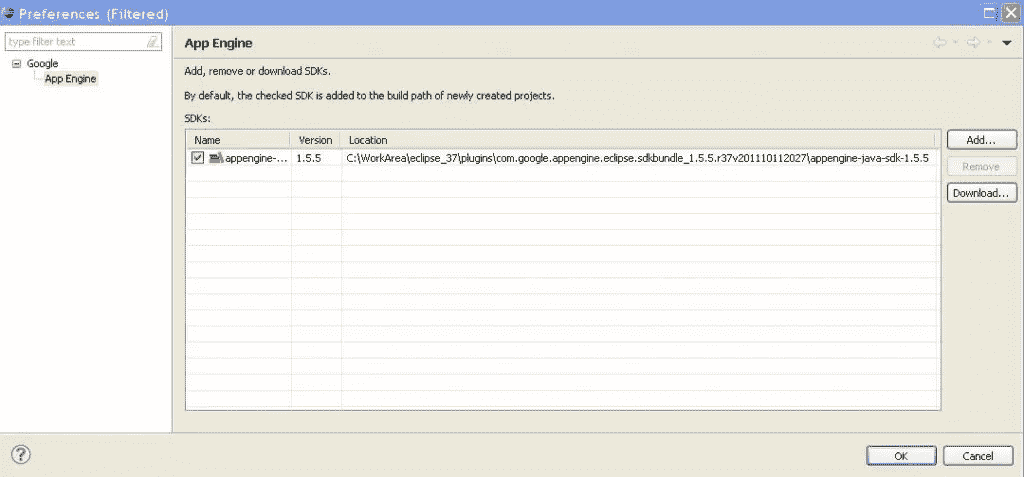 Preferences (Filtered)
type filter text
Google
App Engine
App Engine
Add, remove or download SDKs.
By default, the checked SDK is added to the build path of newly created projects.
SDKs:
Name Version Location
appengine-... 1.5.5 C:\WorkArea\eclipse_37\plugins\com.google.appengine.eclipse.sdkbundle_1.5.5.r37v201110112027\appengine-java-sdk-1.5.5
Add...
Remove
Download...
?
OK Cancel